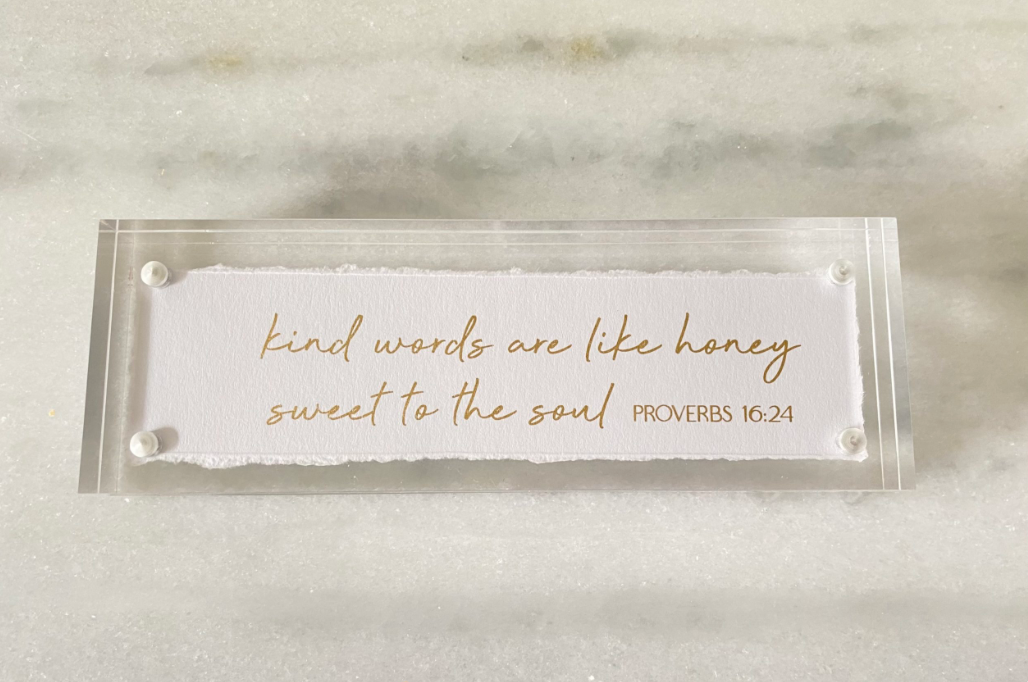 kind words are like honey
sweet to the soul PROVERBS 16:24